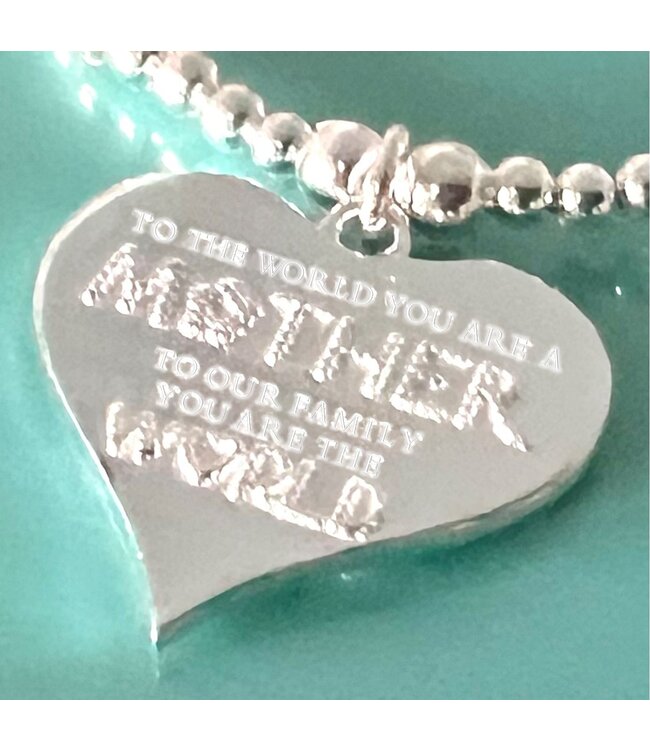 TO THE WORLD YOU ARE A
MOTHER
TO OUR FAMILY
YOU ARE THE
WORLD